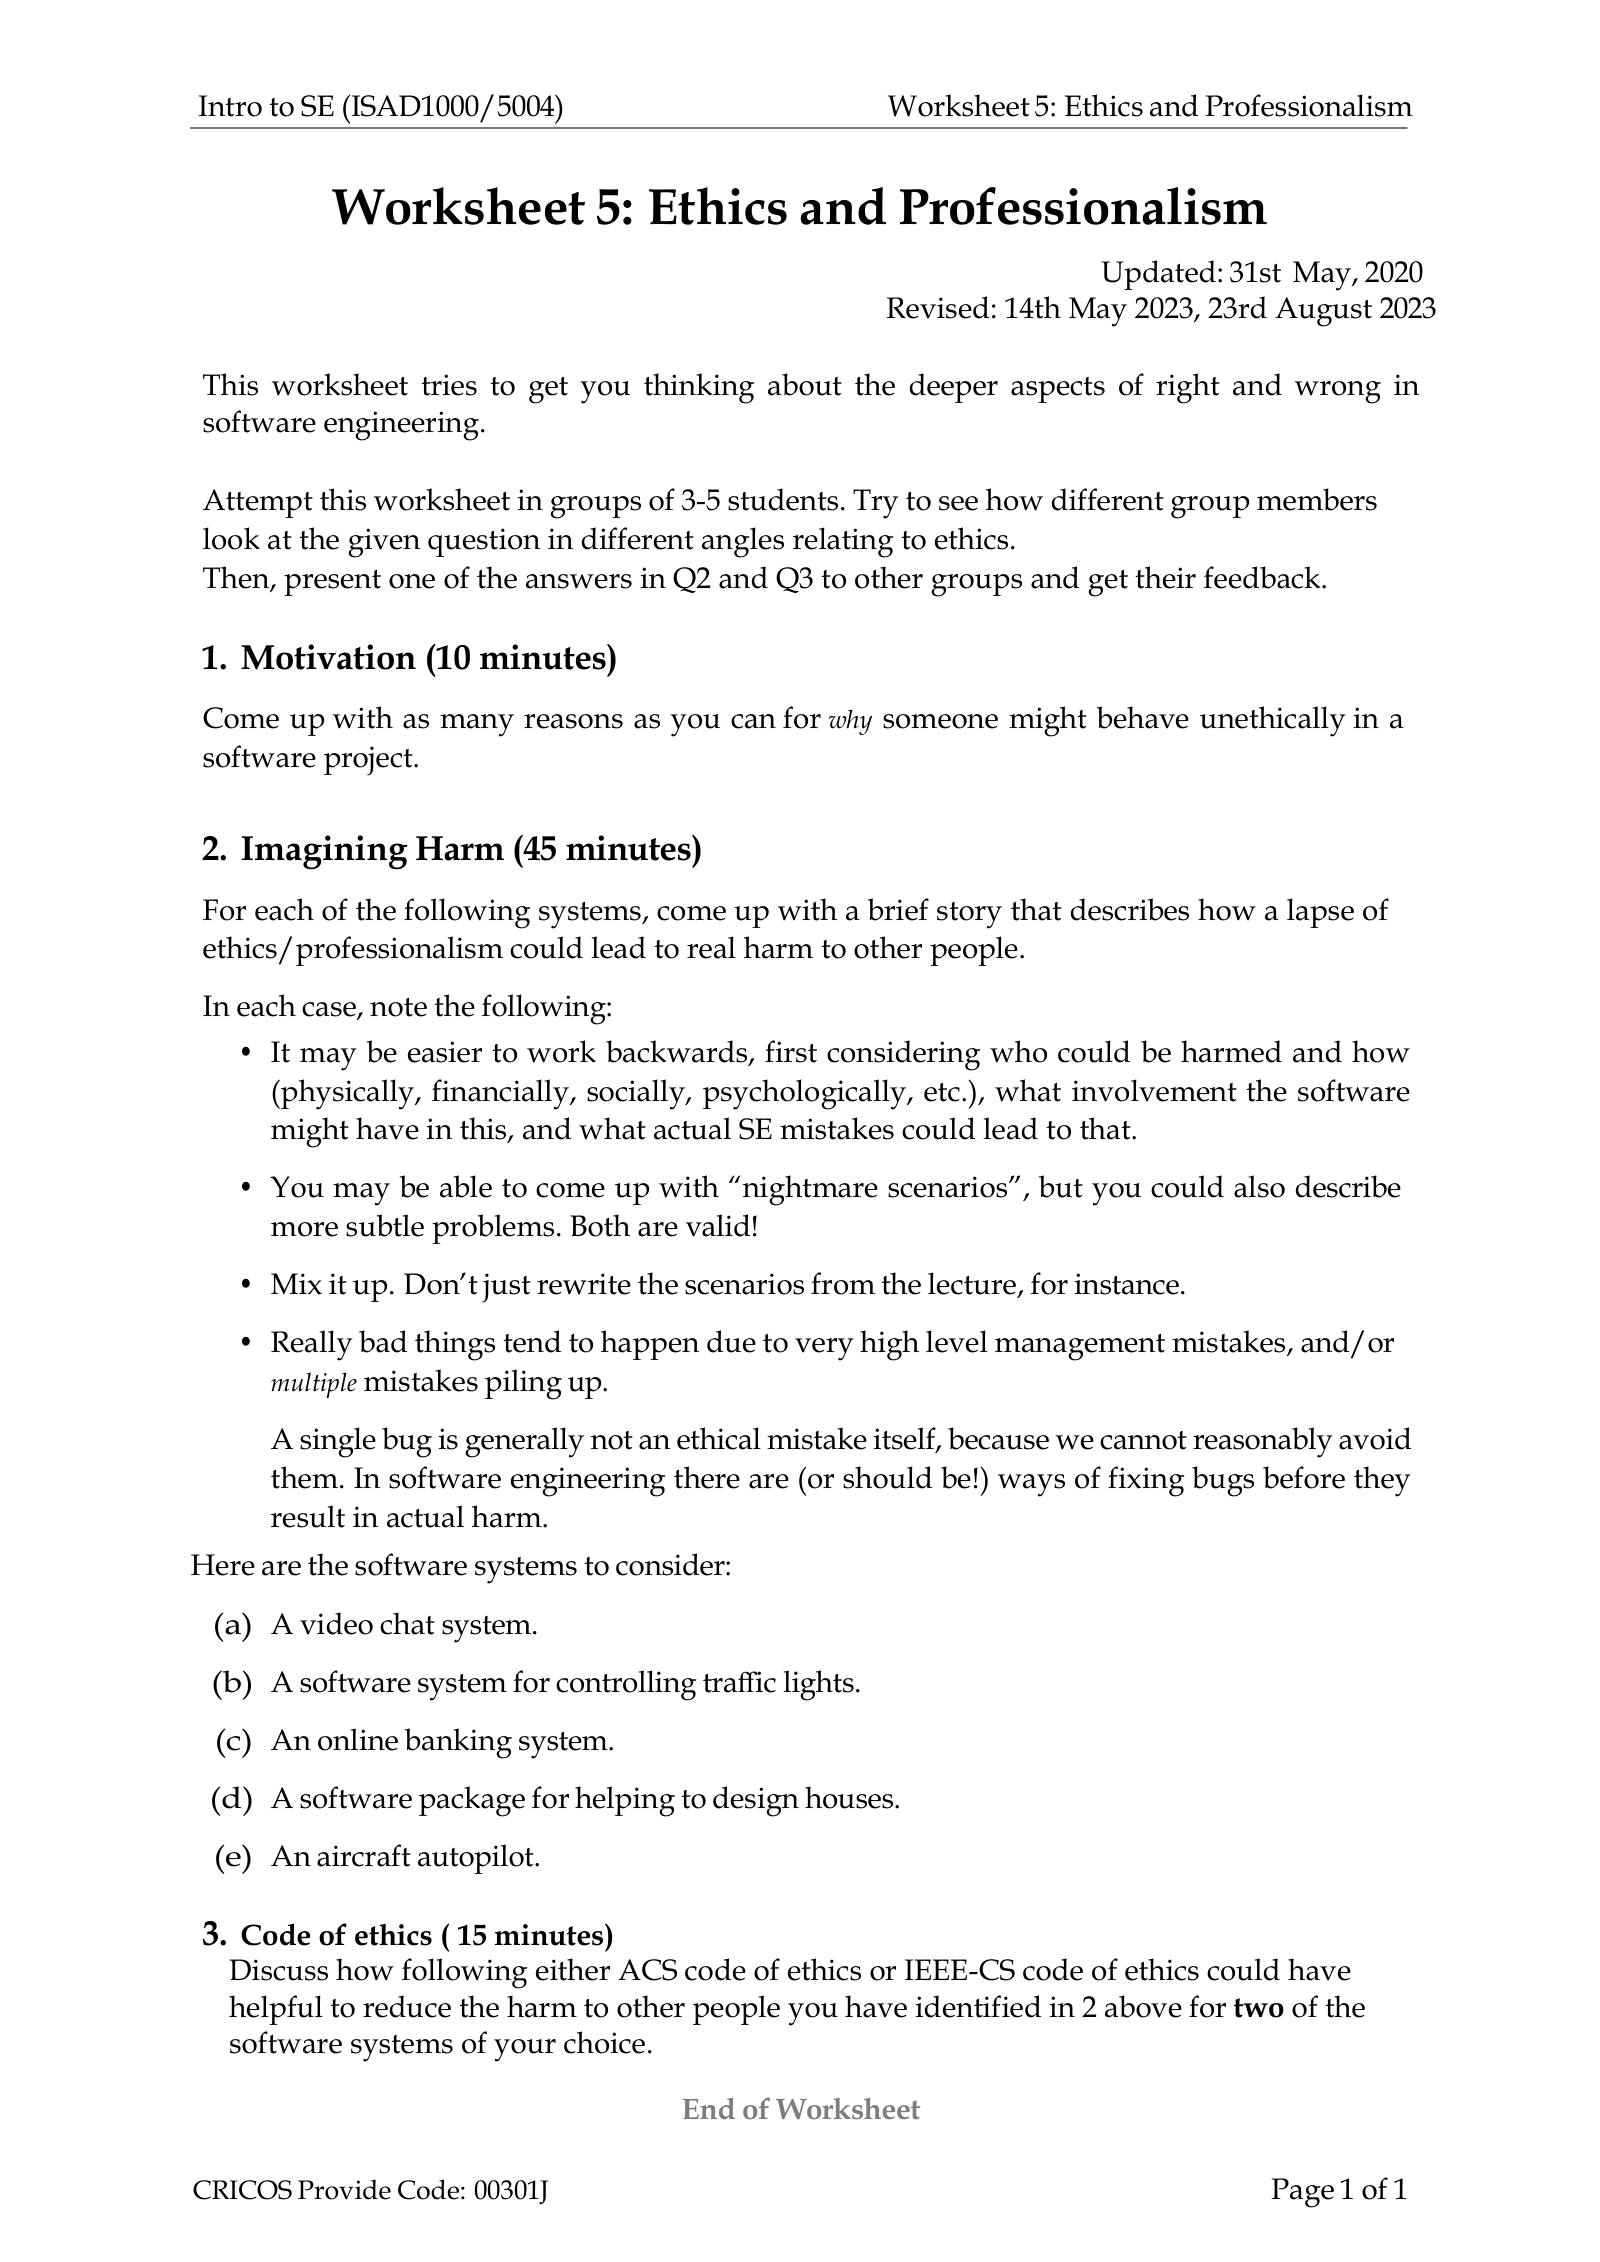 Intro to SE (ISAD1000/5004) Worksheet 5: Ethics and Professionalism
Worksheet 5: Ethics and Professionalism
Updated: 31st May, 2020
Revised: 14th May 2023, 23rd August 2023
This worksheet tries to get you thinking about the deeper aspects of right and wrong in
software engineering.
Attempt this worksheet in groups of 3-5 students. Try to see how different group members
look at the given question in different angles relating to ethics.
Then, present one of the answers in Q2 and Q3 to other groups and get their feedback.
1. Motivation (10 minutes)
Come up with as many reasons as you can for why someone might behave unethically in a
software project.
2. Imagining Harm (45 minutes)
For each of the following systems, come up with a brief story that describes how a lapse of
ethics/professionalism could lead to real harm to other people.
In each case, note the following:
• It may be easier to work backwards, first considering who could be harmed and how
(physically, financially, socially, psychologically, etc.), what involvement the software
might have in this, and what actual SE mistakes could lead to that.
• You may be able to come up with “nightmare scenarios”, but you could also describe
more subtle problems. Both are valid!
• Mix it up. Don’t just rewrite the scenarios from the lecture, for instance.
• Really bad things tend to happen due to very high level management mistakes, and/or
multiple mistakes piling up.
A single bug is generally not an ethical mistake itself, because we cannot reasonably avoid
them. In software engineering there are (or should be!) ways of fixing bugs before they
result in actual harm.
Here are the software systems to consider:
(a) A video chat system.
(b) A software system for controlling traffic lights.
(c) An online banking system.
(d) A software package for helping to design houses.
(e) An aircraft autopilot.
3. Code of ethics ( 15 minutes)
Discuss how following either ACS code of ethics or IEEE-CS code of ethics could have
helpful to reduce the harm to other people you have identified in 2 above for two of the
software systems of your choice.
End of Worksheet
CRICOS Provide Code: 00301J Page 1 of 1